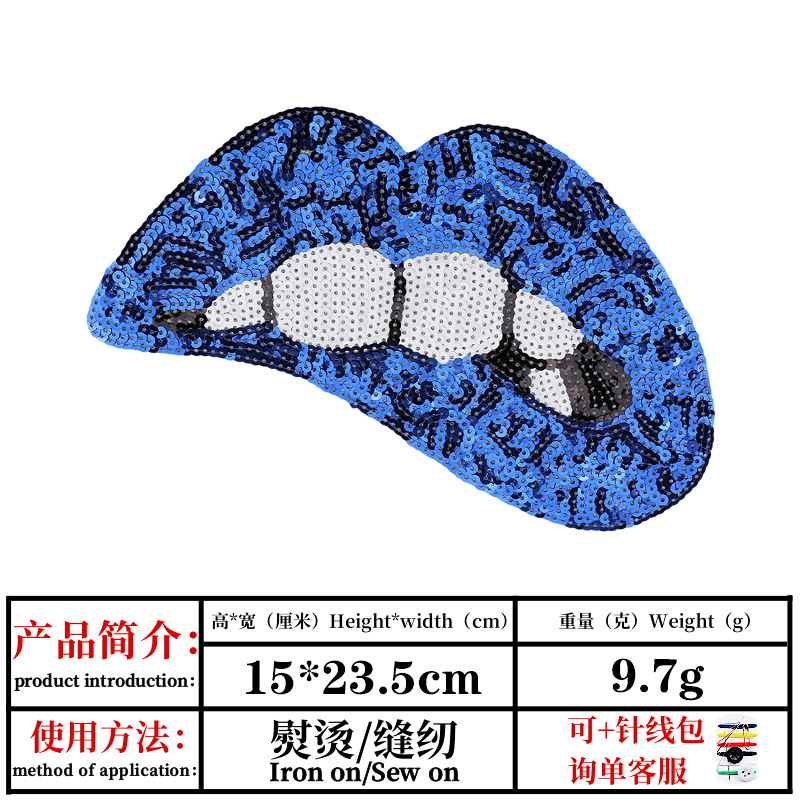 产品简介：
product introduction：
高*宽（厘米）Height*width（cm）
15*23.5cm
重量（克）Weight（g）
9.7g
使用方法：
method of application：
熨烫/缝纫
Iron on/Sew on
可+针线包
询单客服